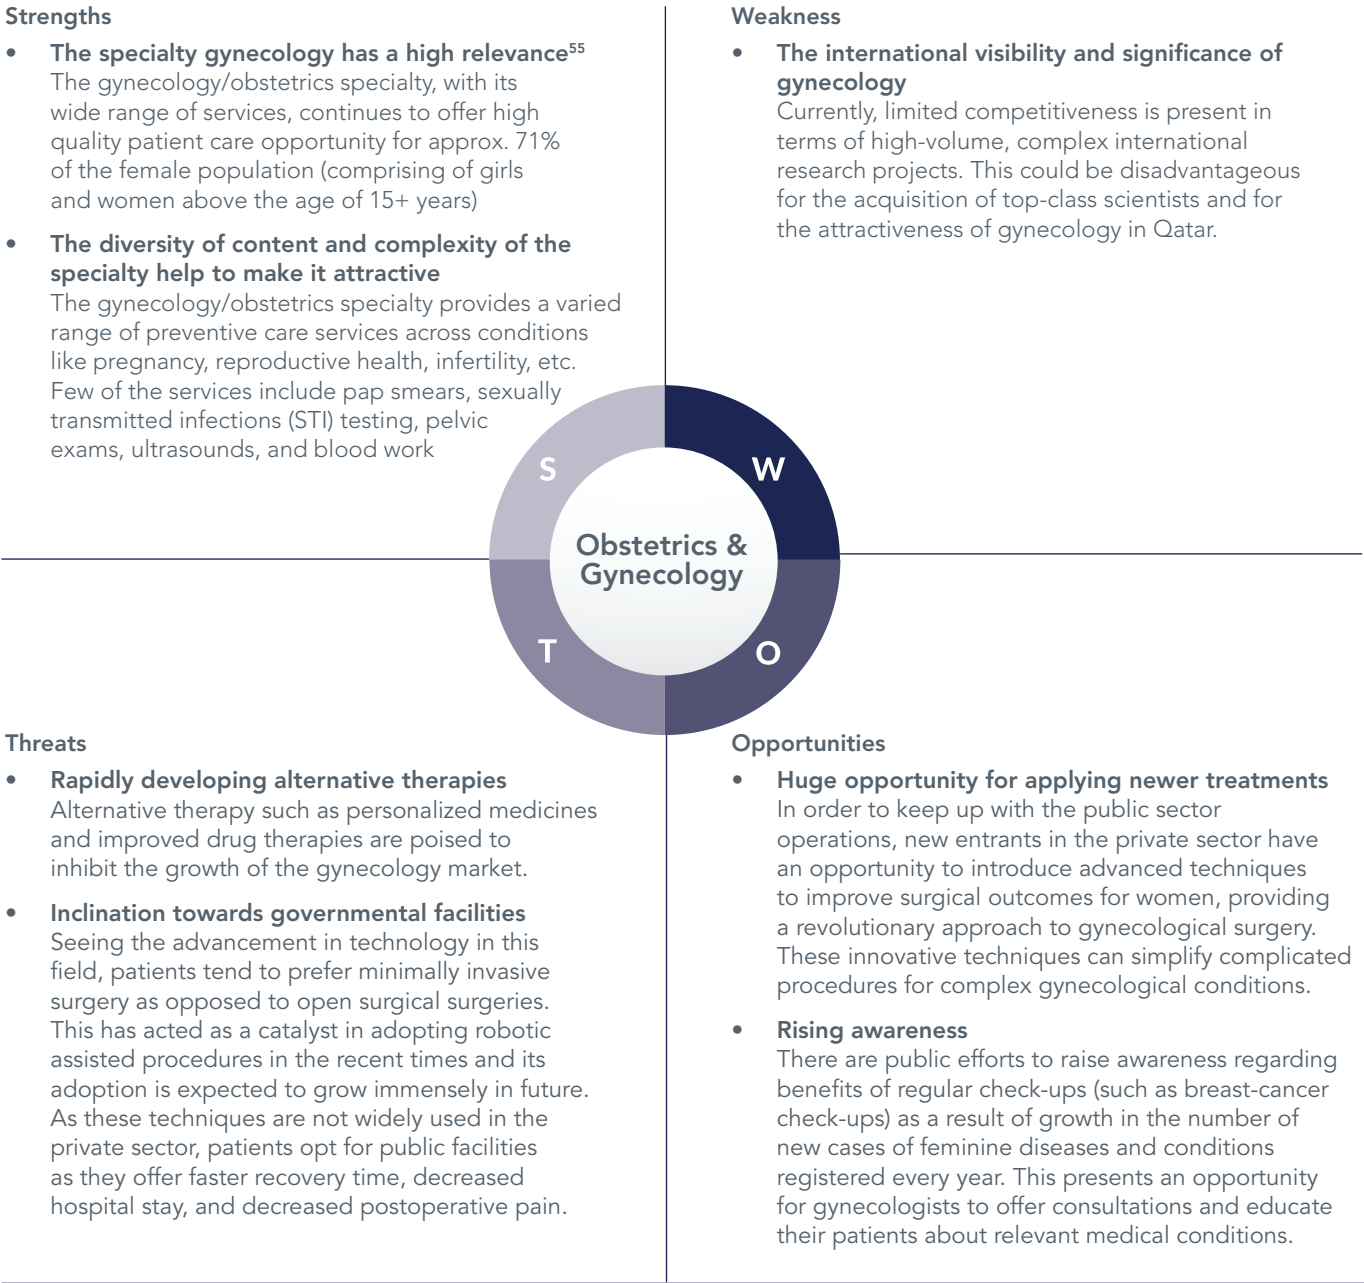 Strengths
• The specialty gynecology has a high relevance55
The gynecology/obstetrics specialty, with its
wide range of services, continues to offer high
quality patient care opportunity for approx. 71%
of the female population (comprising of girls
and women above the age of 15+ years)
• The diversity of content and complexity of the
specialty help to make it attractive
The gynecology/obstetrics specialty provides a varied
range of preventive care services across conditions
like pregnancy, reproductive health, infertility, etc.
Few of the services include pap smears, sexually
transmitted infections (STI) testing, pelvic
exams, ultrasounds, and blood work
Weakness
• The international visibility and significance of
gynecology
Currently, limited competitiveness is present in
terms of high-volume, complex international
research projects. This could be disadvantageous
for the acquisition of top-class scientists and for
the attractiveness of gynecology in Qatar.
S
W
Obstetrics &
Gynecology
T
O
Threats
• Rapidly developing alternative therapies
Alternative therapy such as personalized medicines
and improved drug therapies are poised to
inhibit the growth of the gynecology market.
• Inclination towards governmental facilities
Seeing the advancement in technology in this
field, patients tend to prefer minimally invasive
surgery as opposed to open surgical surgeries.
This has acted as a catalyst in adopting robotic
assisted procedures in the recent times and its
adoption is expected to grow immensely in future.
As these techniques are not widely used in the
private sector, patients opt for public facilities
as they offer faster recovery time, decreased
hospital stay, and decreased postoperative pain.
Opportunities
• Huge opportunity for applying newer treatments
In order to keep up with the public sector
operations, new entrants in the private sector have
an opportunity to introduce advanced techniques
to improve surgical outcomes for women, providing
a revolutionary approach to gynecological surgery.
These innovative techniques can simplify complicated
procedures for complex gynecological conditions.
• Rising awareness
There are public efforts to raise awareness regarding
benefits of regular check-ups (such as breast-cancer
check-ups) as a result of growth in the number of
new cases of feminine diseases and conditions
registered every year. This presents an opportunity
for gynecologists to offer consultations and educate
their patients about relevant medical conditions.